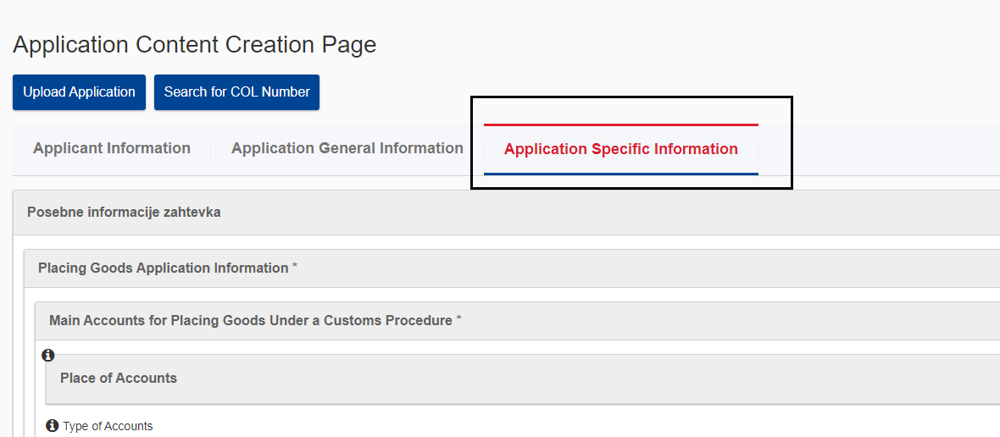 Application Content Creation Page
Upload Application Search for COL Number
Applicant Information Application General Information Application Specific Information
Posebne informacije zahtevka
Placing Goods Application Information *
Main Accounts for Placing Goods Under a Customs Procedure *
Place of Accounts
Type of Accounts